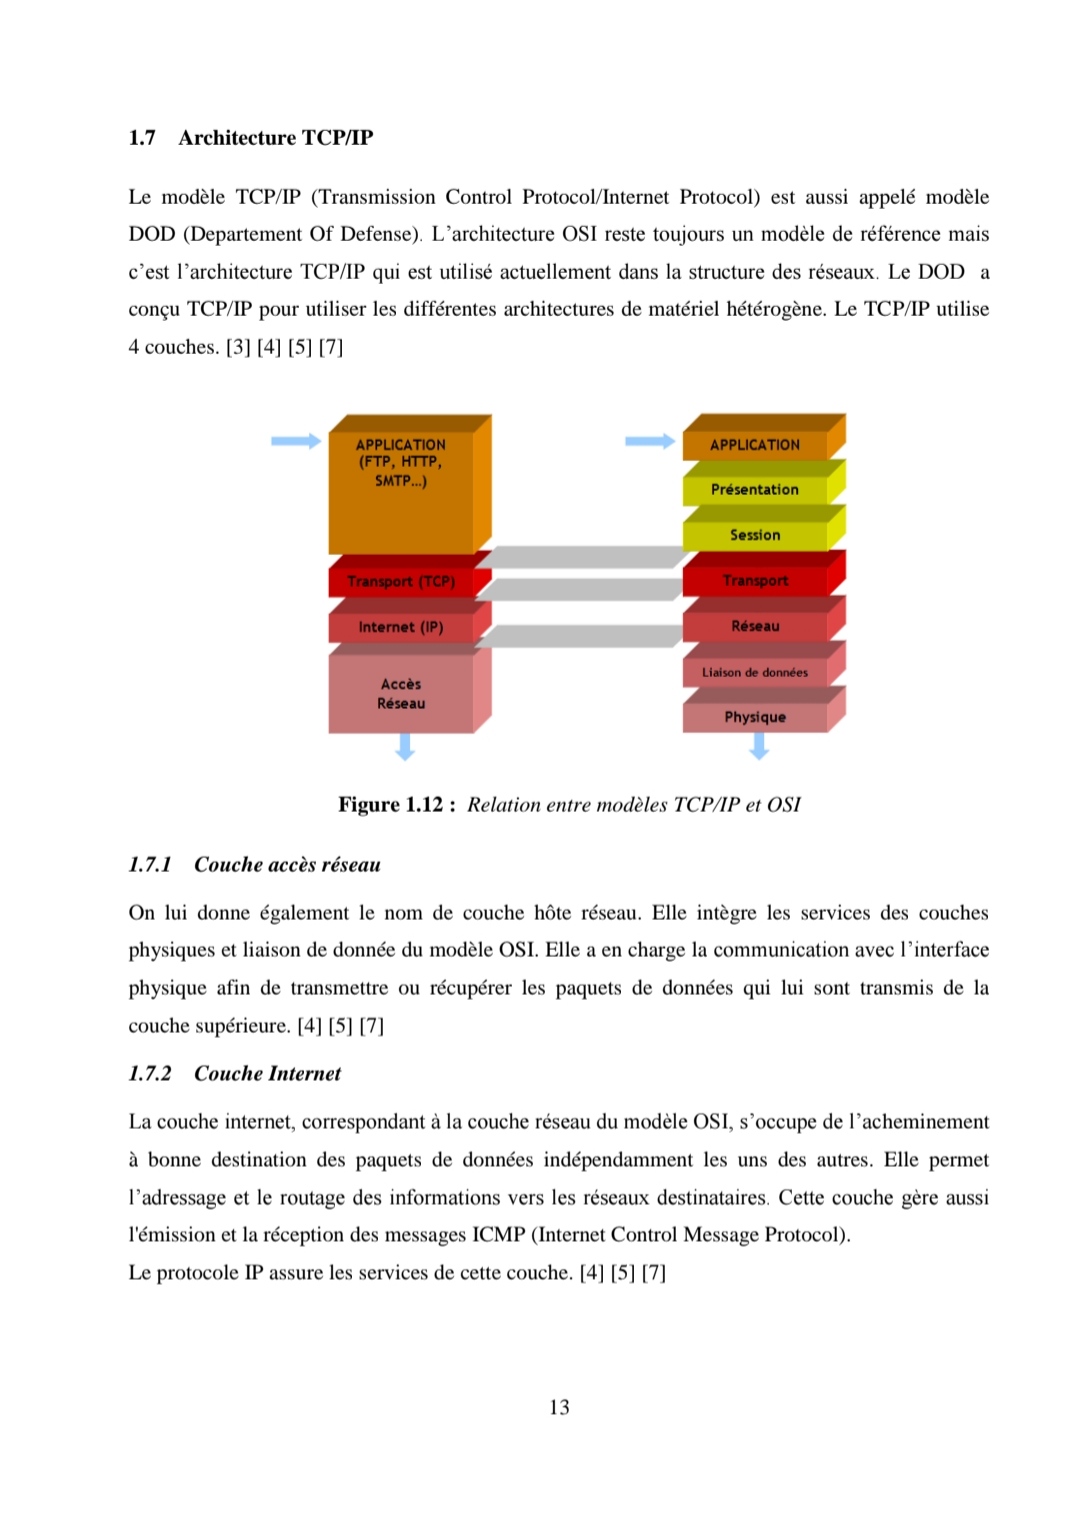 1.7 Architecture TCP/IP
Le modèle TCP/IP (Transmission Control Protocol/Internet Protocol) est aussi appelé modèle
DOD (Departement Of Defense). L’architecture OSI reste toujours un modèle de référence mais
c’est l’architecture TCP/IP qui est utilisé actuellement dans la structure des réseaux. Le DOD a
conçu TCP/IP pour utiliser les différentes architectures de matériel hétérogène. Le TCP/IP utilise
4 couches. [3] [4] [5] [7]
APPLICATION
(FTP, HTTP,
SMTP...)
Transport (TCP)
Internet (IP)
Accès
Réseau
APPLICATION
Présentation
Session
Transport
Réseau
Liaison de données
Physique
Figure 1.12 : Relation entre modèles TCP/IP et OSI
1.7.1 Couche accès réseau
On lui donne également le nom de couche hôte réseau. Elle intègre les services des couches
physiques et liaison de donnée du modèle OSI. Elle a en charge la communication avec l’interface
physique afin de transmettre ou récupérer les paquets de données qui lui sont transmis de la
couche supérieure. [4] [5] [7]
1.7.2 Couche Internet
La couche internet, correspondant à la couche réseau du modèle OSI, s’occupe de l’acheminement
à bonne destination des paquets de données indépendamment les uns des autres. Elle permet
l’adressage et le routage des informations vers les réseaux destinataires. Cette couche gère aussi
l'émission et la réception des messages ICMP (Internet Control Message Protocol).
Le protocole IP assure les services de cette couche. [4] [5] [7]
13